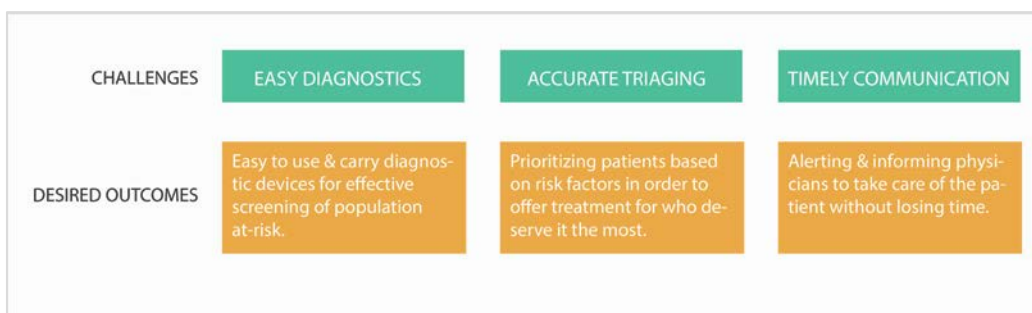 CHALLENGES
EASY DIAGNOSTICS
ACCURATE TRIAGING
TIMELY COMMUNICATION
DESIRED OUTCOMES
Easy to use & carry diagnos-
tic devices for effective
screening of population
at-risk.
Prioritizing patients based
on risk factors in order to
offer treatment for who de-
serve it the most.
Alerting & informing physi-
cians to take care of the pa-
tient without losing time.